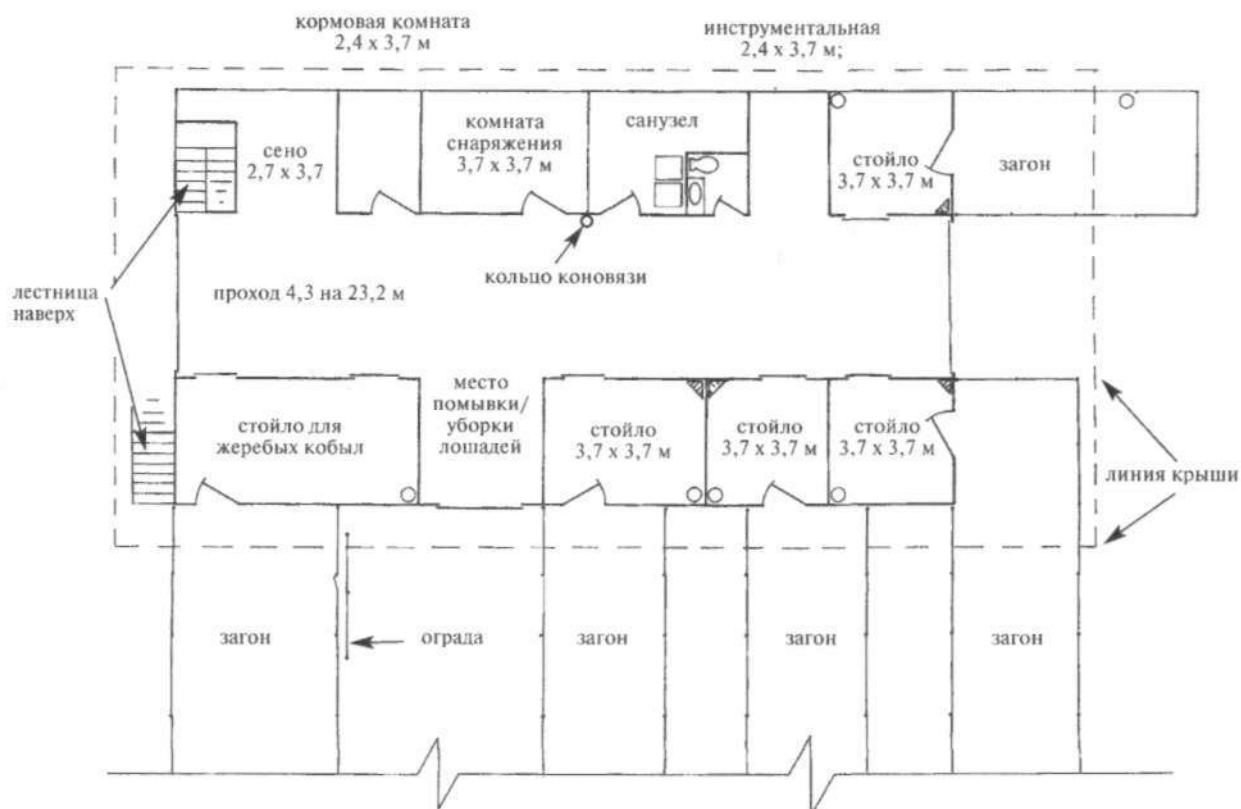 кормовая комната
2,4 х 3,7 м
инструментальная
2,4 х 3,7 м;
сено
2,7 х 3,7
комната
снаряжения
3,7 х 3,7 м
санузел
стойло
3,7 х 3,7 м
загон
кольцо коновязи
лестница
наверх
проход 4,3 на 23,2 м
стойло для
жеребых кобыл
место
помывки/
уборки
лошадей
стойло
3,7 х 3,7 м
стойло
3,7 х 3,7 м
стойло
3,7 х 3,7 м
линия крыши
загон
ограда
загон
загон
загон